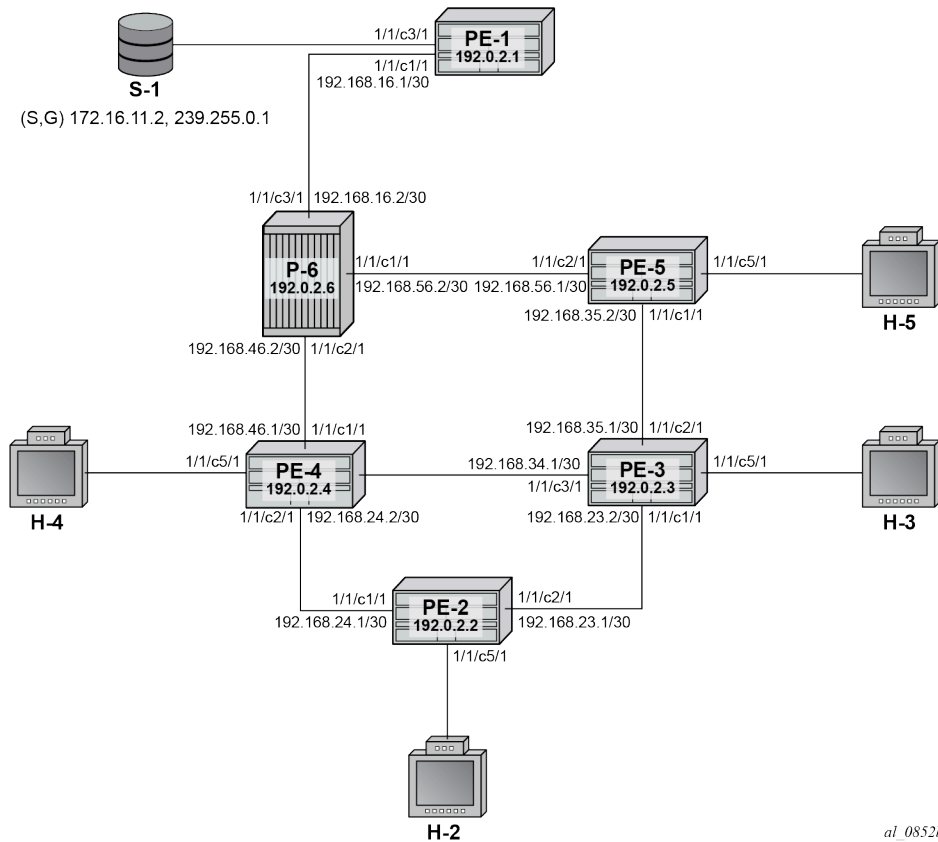 1/1/c3/1
PE-1
192.0.2.1
1/1/c1/1
192.168.16.1/30
S-1
(S,G) 172.16.11.2, 239.255.0.1
1/1/c3/1
192.168.16.2/30
P-6
192.0.2.6
1/1/c1/1
192.168.56.2/30
1/1/c2/1
192.168.56.1/30
PE-5
192.0.2.5
1/1/c5/1
H-5
192.168.35.2/30
1/1/c1/1
192.168.46.2/30
1/1/c2/1
192.168.46.1/30
1/1/c1/1
1/1/c5/1
PE-4
192.0.2.4
H-4
1/1/c2/1
192.168.24.2/30
192.168.35.1/30
1/1/c2/1
192.168.34.1/30
1/1/c3/1
PE-3
192.0.2.3
1/1/c5/1
H-3
192.168.23.2/30
1/1/c1/1
1/1/c1/1
192.168.24.1/30
PE-2
192.0.2.2
1/1/c2/1
192.168.23.1/30
1/1/c5/1
H-2